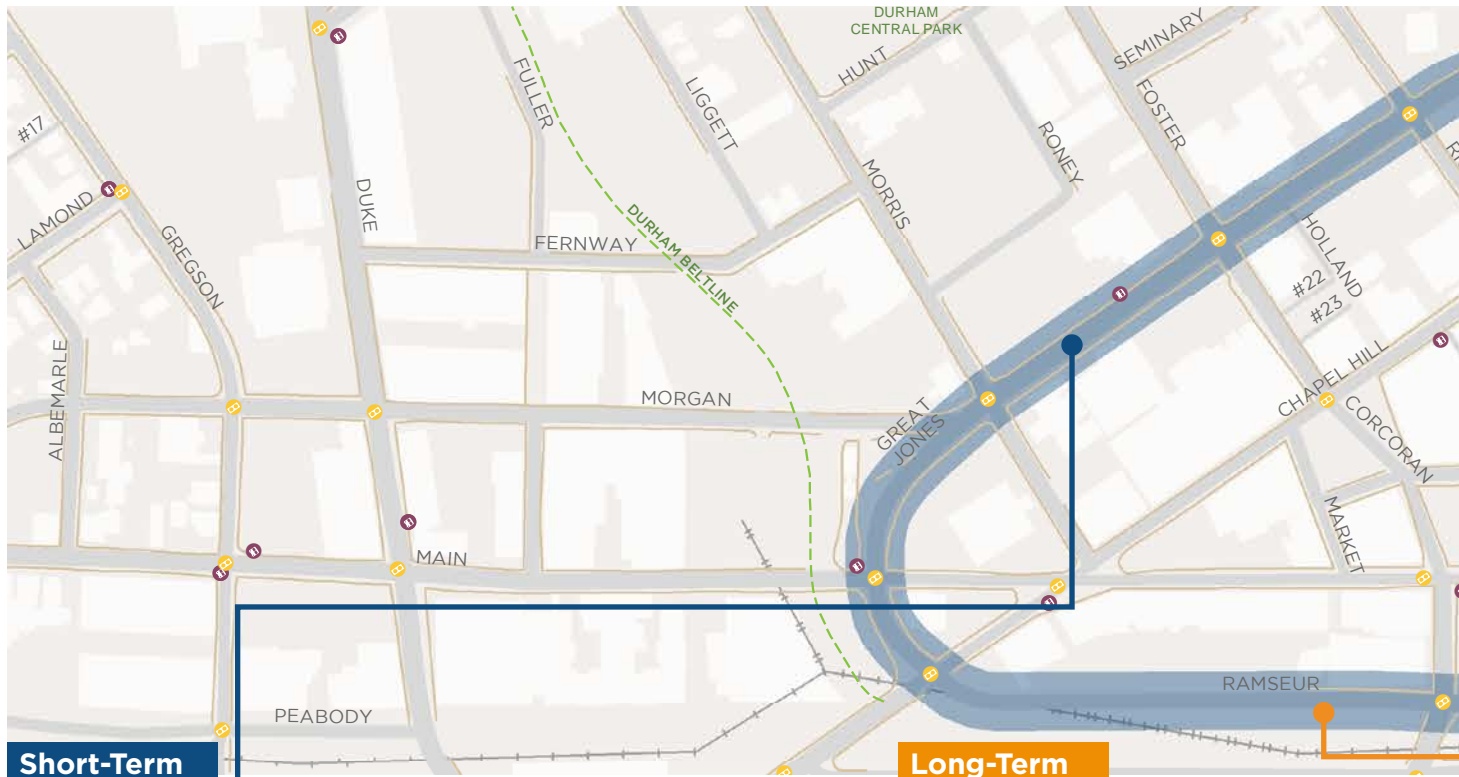 DURHAM
CENTRAL PARK
SEMINARY
HUNT
FULLER
LIGGETT
FOSTER
#17
RONEY
DUKE
MORRIS
LAMOND
GREGSON
FERNWAY
DURHAM BELTLINE
HOLLAND
#22
#23
ALBEMARLE
CHAPEL HILL
MORGAN
GREAT
JONES
CORCORAN
MARKET
MAIN
RAMSEUR
PEABODY
Short-Term
Long-Term